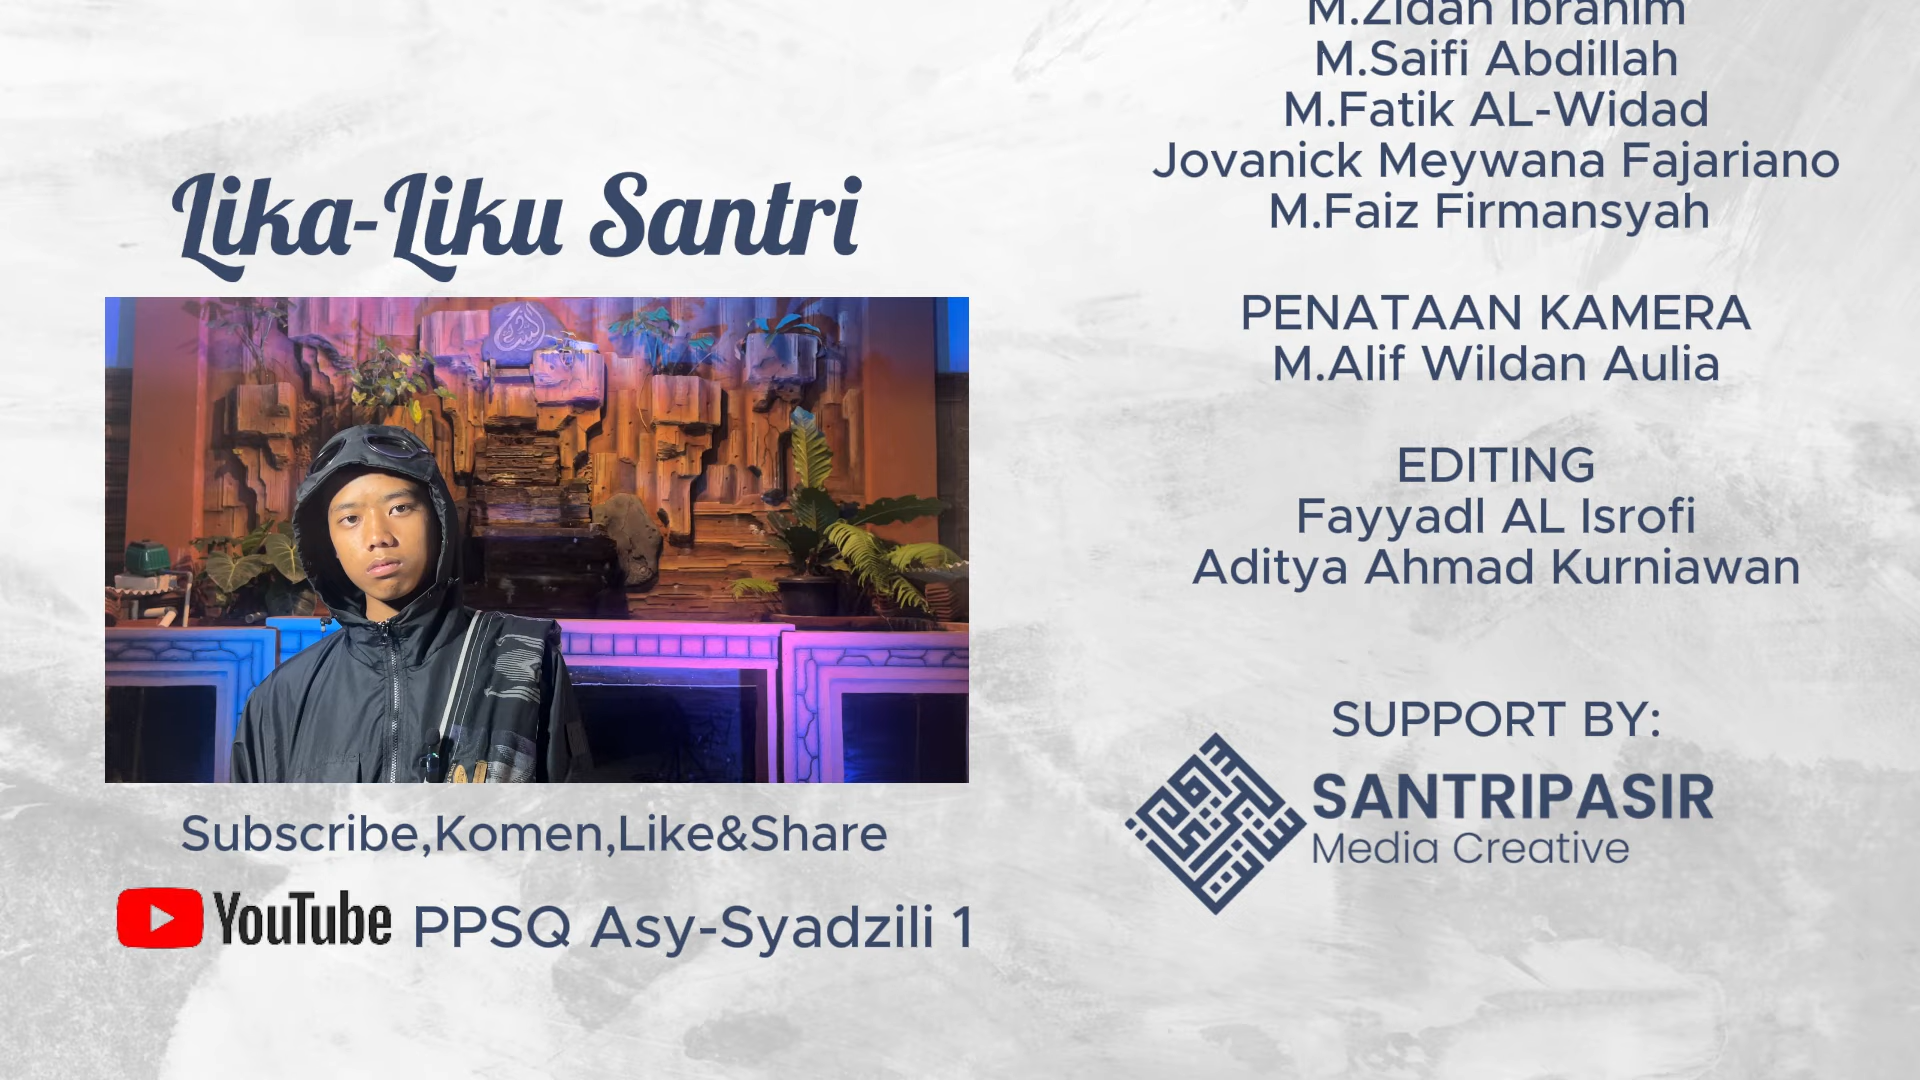 Lika-Liku Santri
Subscribe,Komen,Like&Share
YouTube PPSQ Asy-Syadzili 1
M.Zidan Ibrahim
M.Saifi Abdillah
M.Fatik AL-Widad
Jovanick Meywana Fajariano
M.Faiz Firmansyah
PENATAAN KAMERA
M.Alif Wildan Aulia
EDITING
Fayyadl AL Isrofi
Aditya Ahmad Kurniawan
SUPPORT BY:
SANTRIPASIR
Media Creative